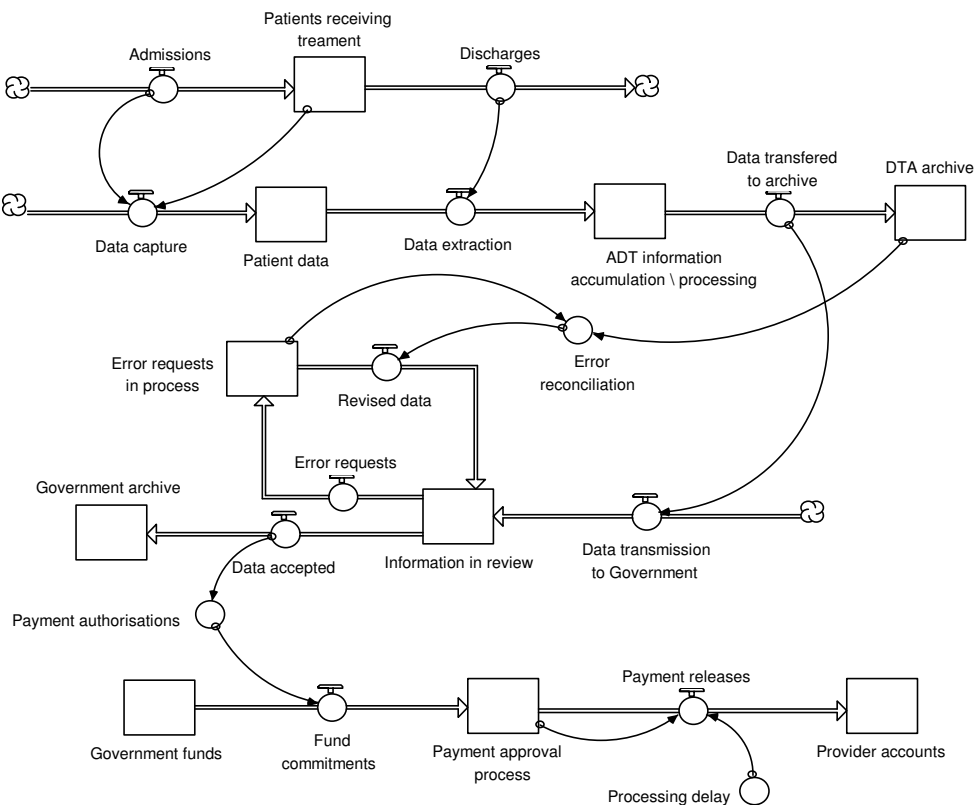 Patients receiving
treament
Admissions
Discharges
Data transfered
to archive
DTA archive
Data capture
Patient data
Data extraction
ADT information
accumulation \ processing
Error requests
in process
Revised data
Error
reconciliation
Error requests
Government archive
Data accepted
Information in review
Data transmission
to Government
Payment authorisations
Payment releases
Government funds
Fund
commitments
Payment approval
process
Provider accounts
Processing delay